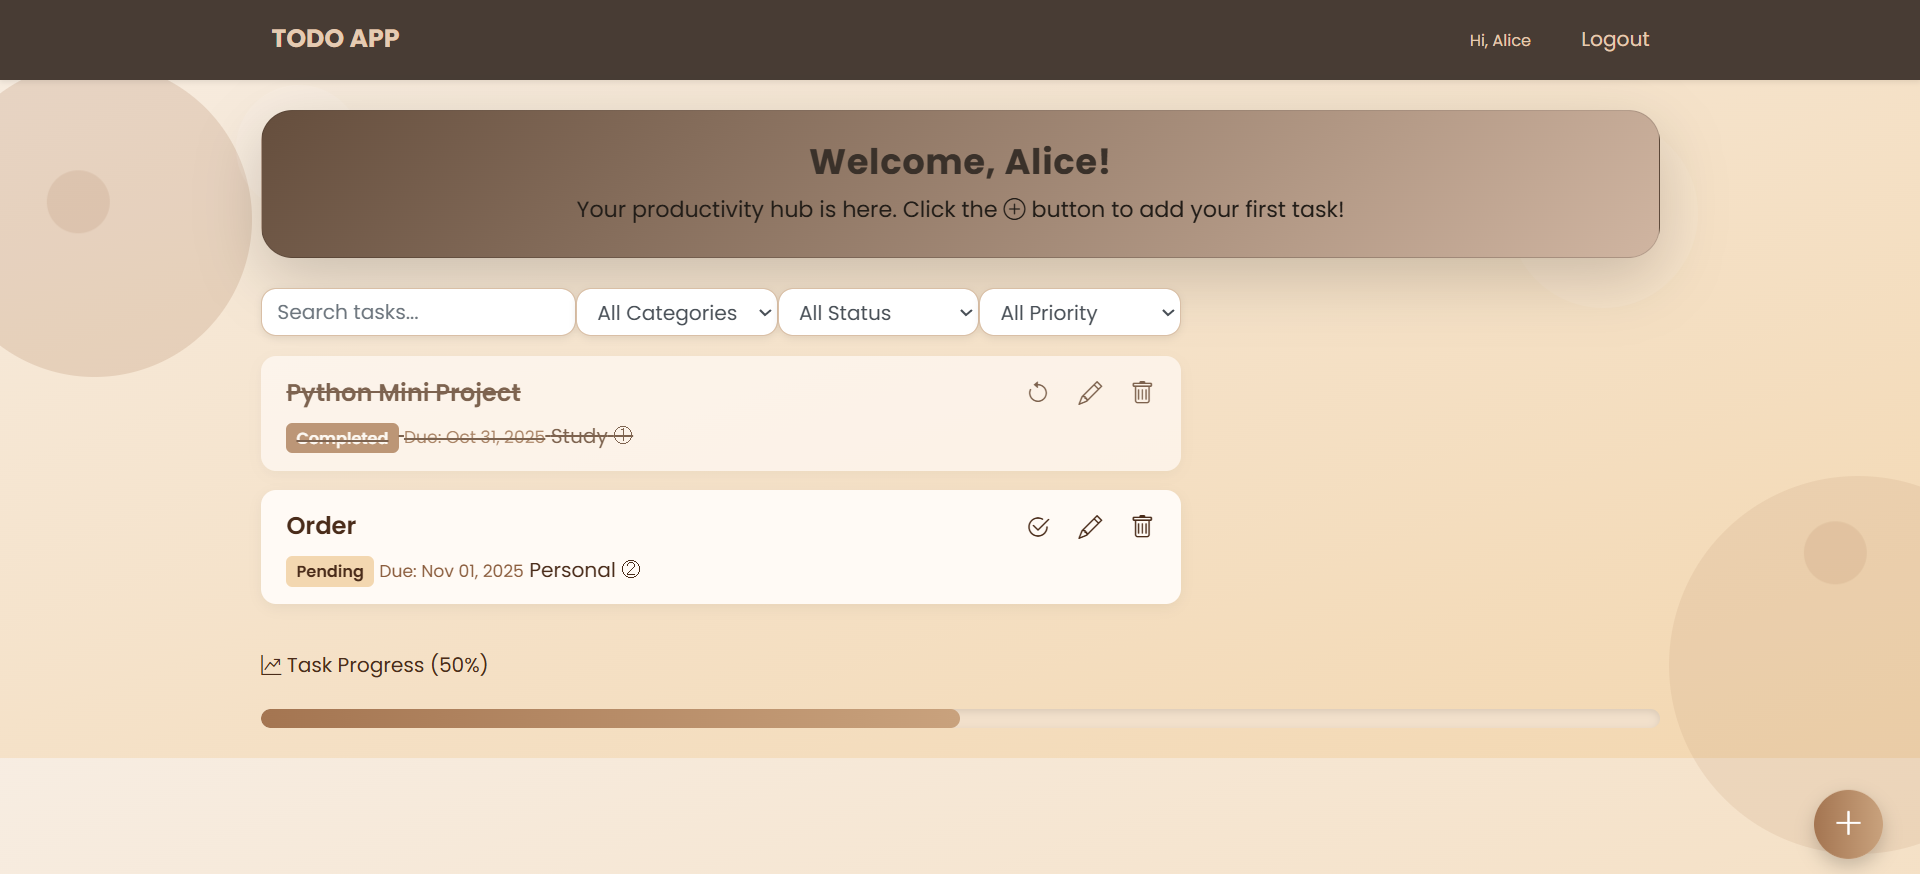 TODO APP
Hi, Alice
Logout
Welcome, Alice!
Your productivity hub is here. Click the ⊕ button to add your first task!
Search tasks...
All Categories
All Status
All Priority
Python Mini Project
Completed Due: Oct 31, 2025 Study ①
Order
Pending Due: Nov 01, 2025 Personal ②
Task Progress (50%)